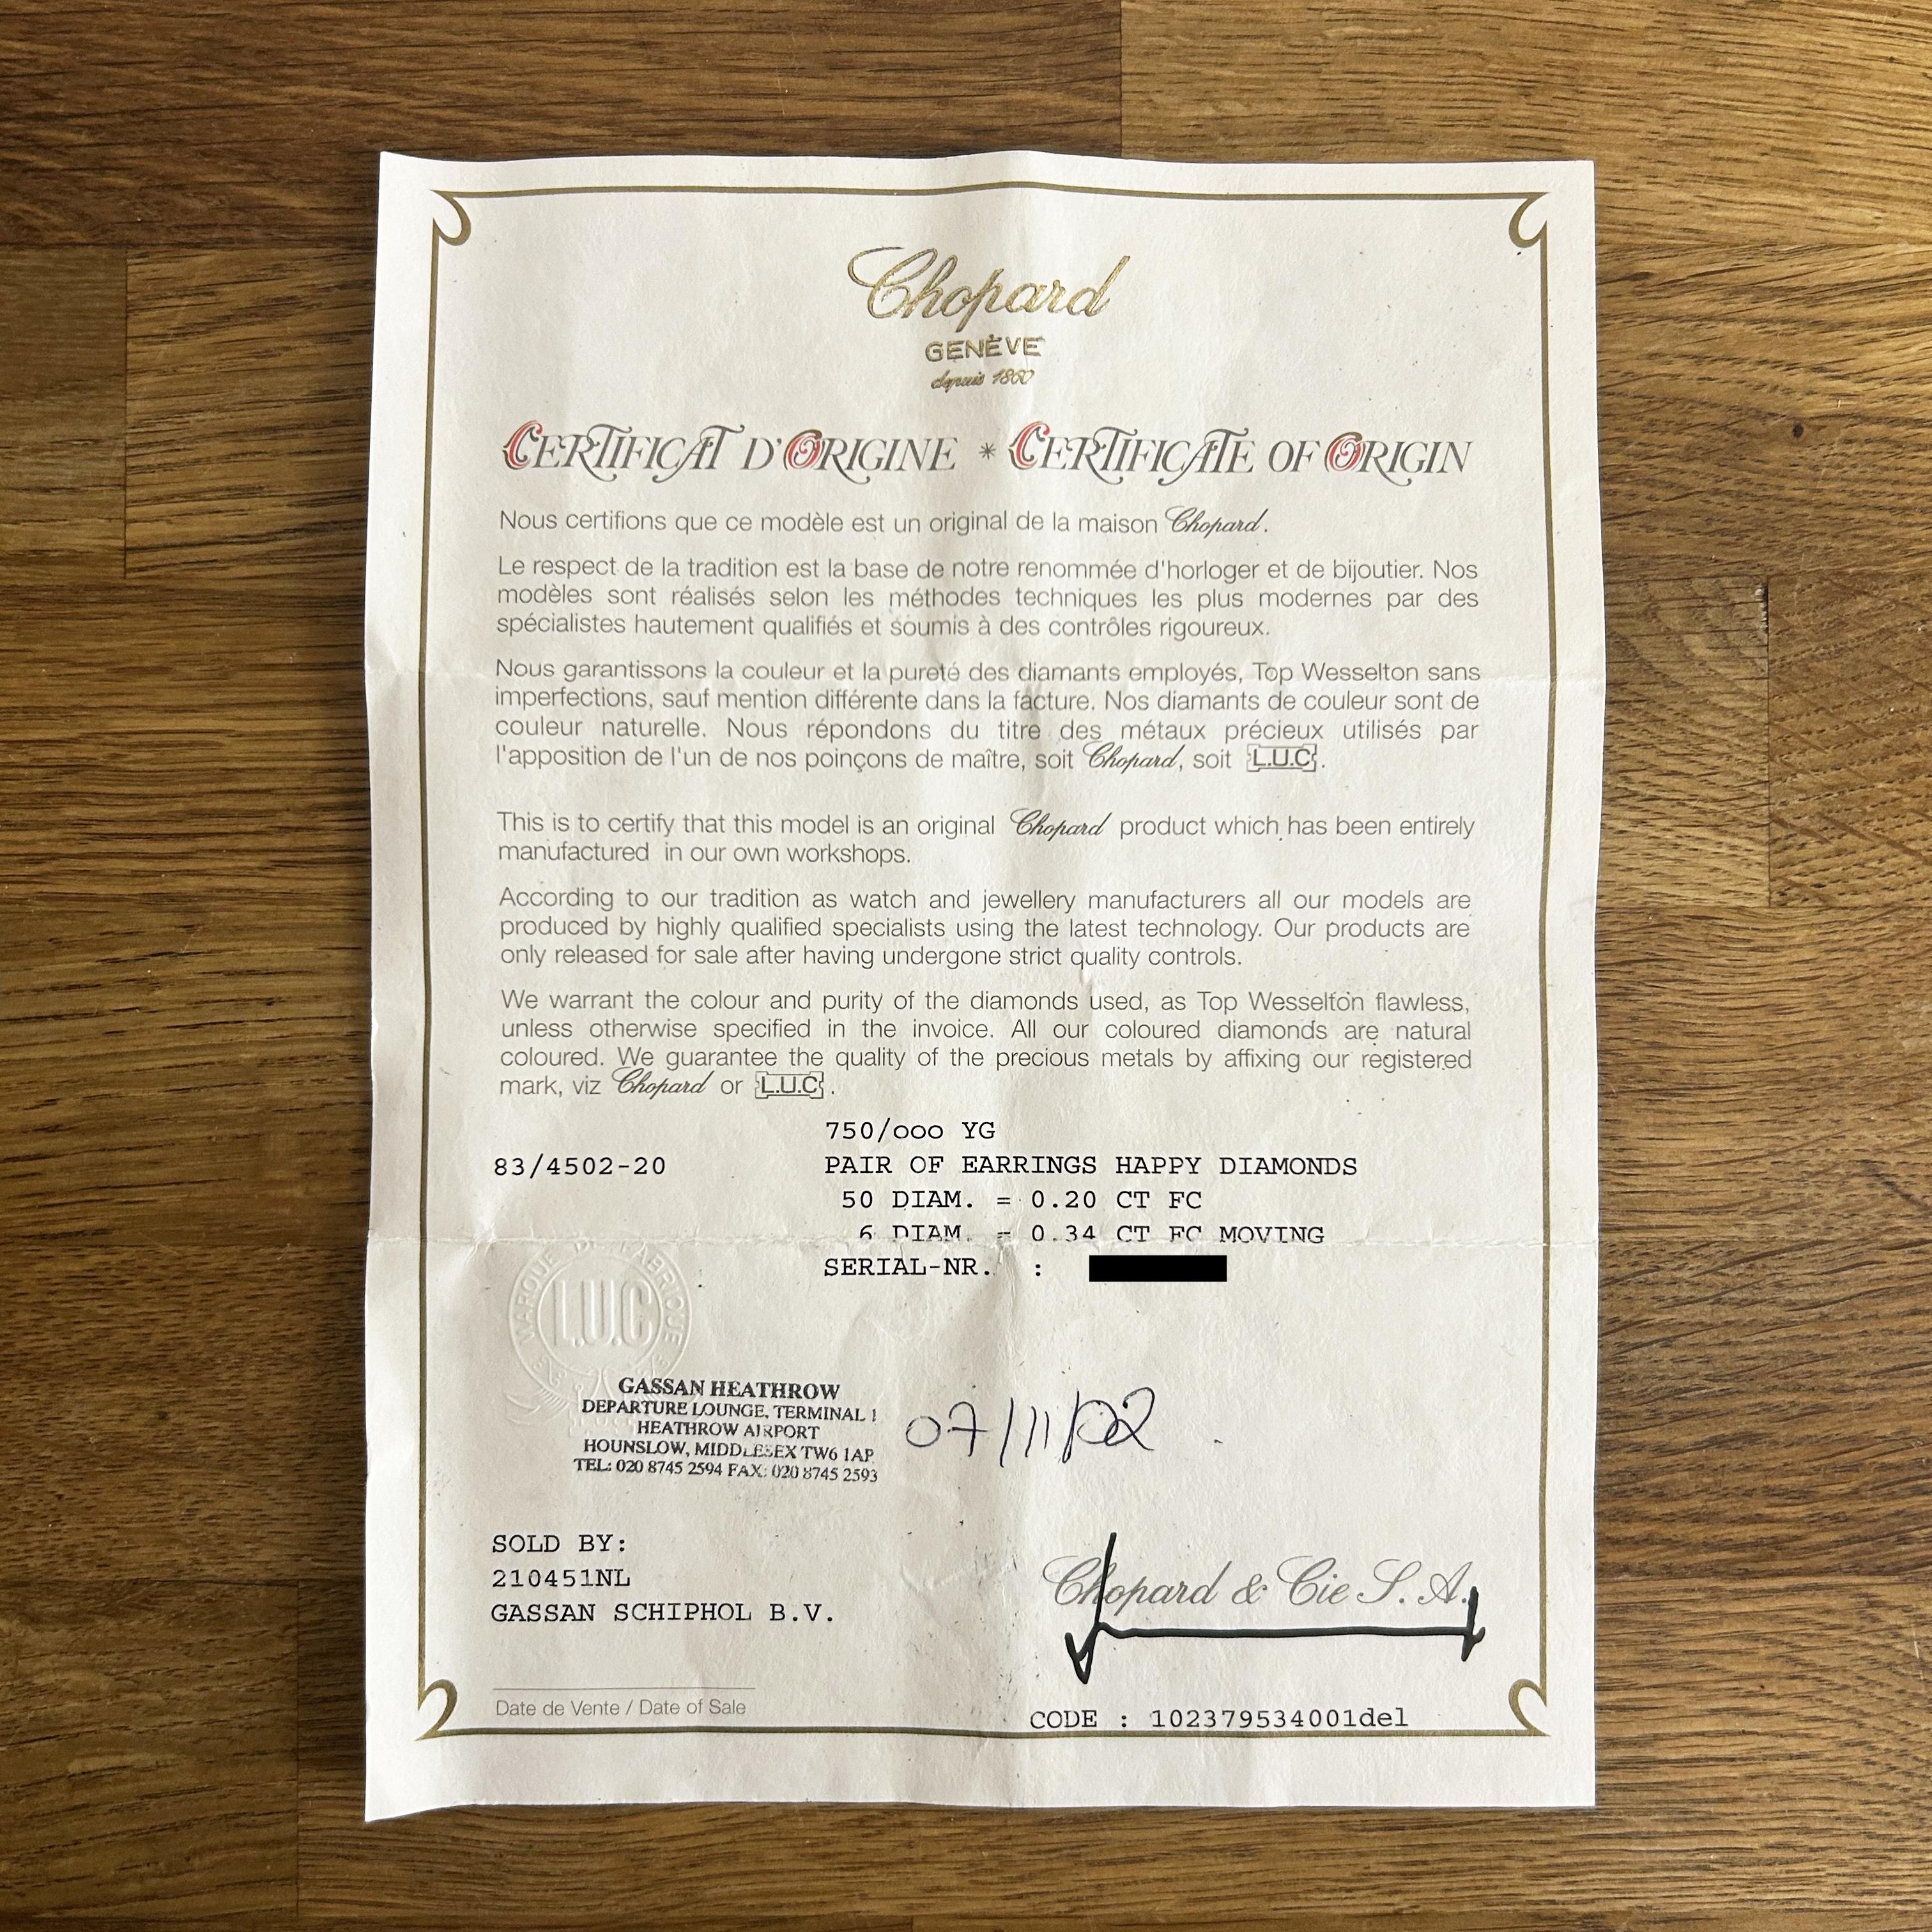 Chopard
GENÈVE
depuis 1860
CERTIFICAT D'ORIGINE * CERTIFICATE OF ORIGIN
Nous certifions que ce modèle est un original de la maison Chopard.
Le respect de la tradition est la base de notre renommée d'horloger et de bijoutier. Nos
modèles sont réalisés selon les méthodes techniques les plus modernes par des
spécialistes hautement qualifiés et soumis à des contrôles rigoureux.
Nous garantissons la couleur et la pureté des diamants employés, Top Wesselton sans
imperfections, sauf mention différente dans la facture. Nos diamants de couleur sont de
couleur naturelle. Nous répondons du titre des métaux précieux utilisés par
l'apposition de l'un de nos poinçons de maître, soit Chopard, soit L.U.C.
This is to certify that this model is an original Chopard product which has been entirely
manufactured in our own workshops.
According to our tradition as watch and jewellery manufacturers all our models are
produced by highly qualified specialists using the latest technology. Our products are
only released for sale after having undergone strict quality controls.
We warrant the colour and purity of the diamonds used, as Top Wesselton flawless,
unless otherwise specified in the invoice. All our coloured diamonds are natural
coloured. We guarantee the quality of the precious metals by affixing our registered
mark, viz Chopard or L.U.C.
750/ooo YG
83/4502-20 PAIR OF EARRINGS HAPPY DIAMONDS
50 DIAM. = 0.20 CT FC
6 DIAM. = 0.34 CT FC MOVING
SERIAL-NR. :
MARQUE DE FABRIQUE
L.U.C
GASSAN HEATHROW
DEPARTURE LOUNGE, TERMINAL 1
HEATHROW AIRPORT
HOUNSLOW, MIDDLESEX TW6 1AP
TEL: 020 8745 2594 FAX: 020 8745 2593
07/11/02
SOLD BY:
210451NL
GASSAN SCHIPHOL B.V.
Chopard & Cie S.A.
Date de Vente / Date of Sale
CODE : 102379534001del